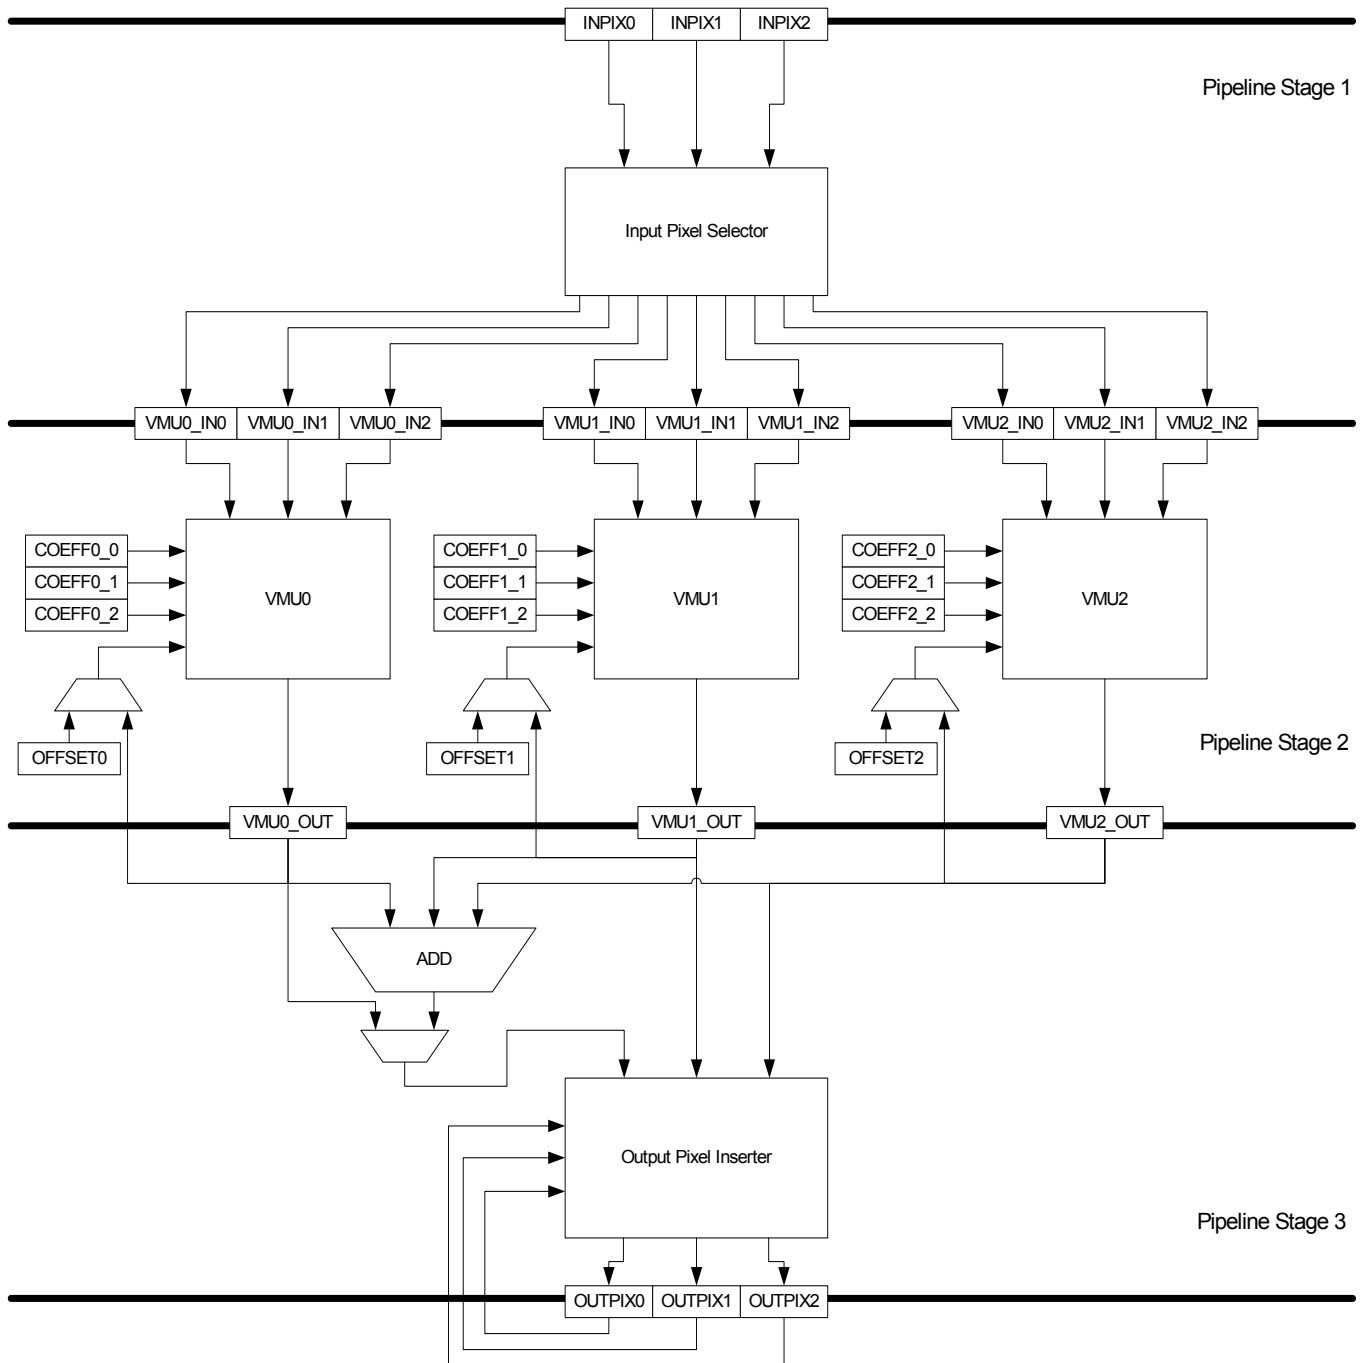 INPIX0 INPIX1 INPIX2
Pipeline Stage 1
Input Pixel Selector
VMU0_IN0 VMU0_IN1 VMU0_IN2 VMU1_IN0 VMU1_IN1 VMU1_IN2 VMU2_IN0 VMU2_IN1 VMU2_IN2
COEFF0_0 COEFF1_0 COEFF2_0
COEFF0_1 COEFF1_1 COEFF2_1
VMU0 VMU1 VMU2
COEFF0_2 COEFF1_2 COEFF2_2
Pipeline Stage 2
OFFSET0 OFFSET1 OFFSET2
VMU0_OUT VMU1_OUT VMU2_OUT
ADD
Output Pixel Inserter
Pipeline Stage 3
OUTPIX0 OUTPIX1 OUTPIX2